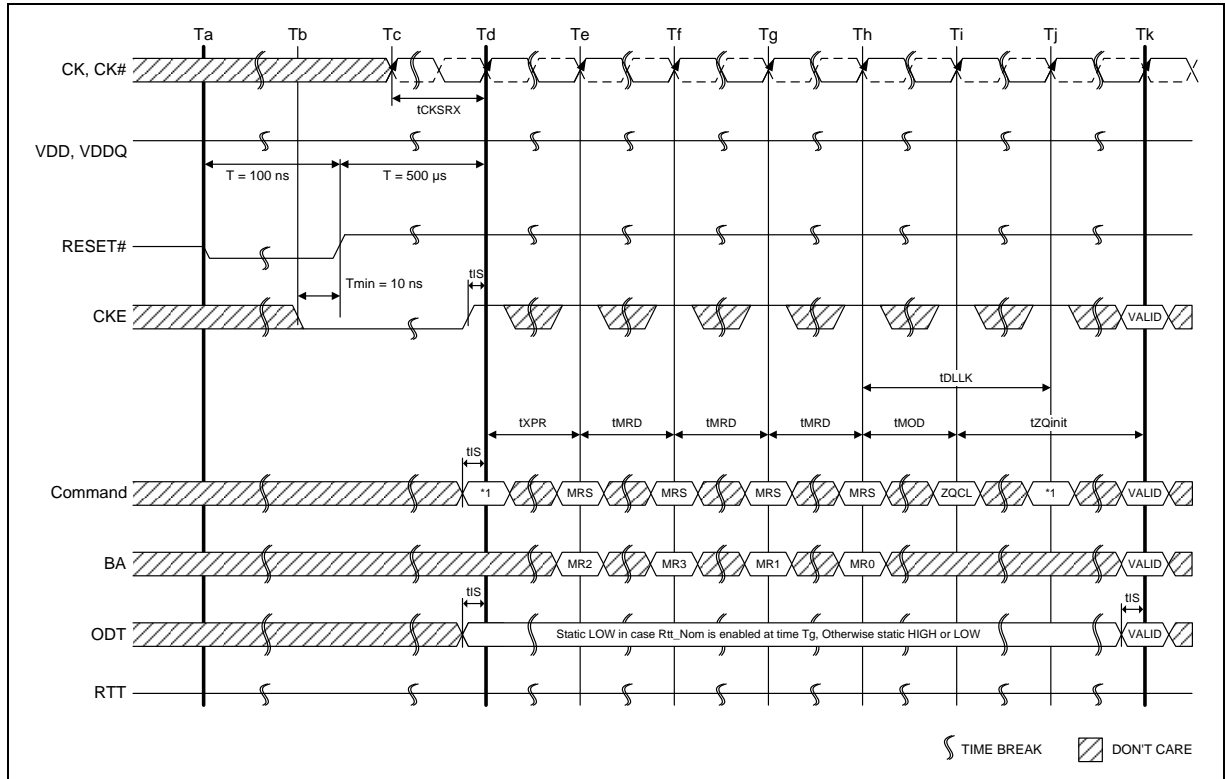 Ta Tb Tc Td Te Tf Tg Th Ti Tj Tk
CK, CK#
tCKSRX
VDD, VDDQ
T = 100 ns T = 500 µs
RESET#
Tmin = 10 ns
tIS
CKE
VALID
tDLLK
tXPR tMRD tMRD tMRD tMOD tZQinit
tIS
Command *1 MRS MRS MRS MRS ZQCL *1 VALID
BA MR2 MR3 MR1 MR0 VALID
tIS tIS
ODT Static LOW in case Rtt_Nom is enabled at time Tg, Otherwise static HIGH or LOW VALID
RTT
TIME BREAK DON'T CARE